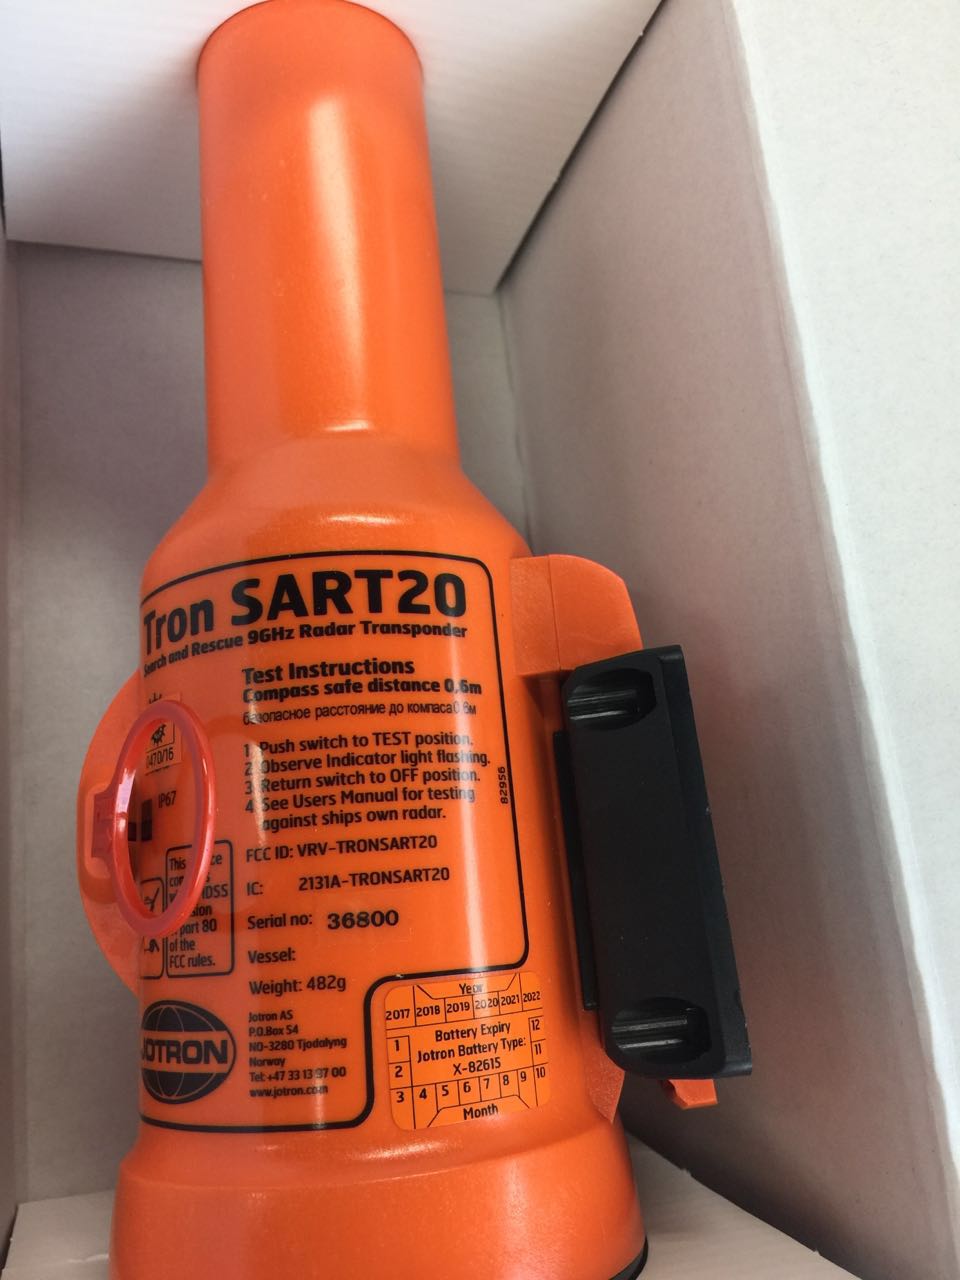 Tron SART20
Search and Rescue 9GHz Radar Transponder
Test Instructions
Compass safe distance 0,6m
безопасное расстояние до компаса 0.6м
1. Push switch to TEST position.
2. Observe Indicator light flashing.
3. Return switch to OFF position.
4. See Users Manual for testing
against ships own radar.
82956
0470/16
IP67
FCC ID: VRV-TRONSART20
IC: 2131A-TRONSART20
Serial no: 36800
Vessel:
Weight: 482g
This
part 80
of the
FCC rules.
JOTRON
Jotron AS
P.O.Box 54
NO-3280 Tjodalyng
Norway
Tel: +47 33 13 97 00
www.jotron.com
Year
2017 2018 2019 2020 2021 2022
Battery Expiry
Jotron Battery Type:
X-82615
1
2
3 4 5 6 7 8 9 10
11
12
Month